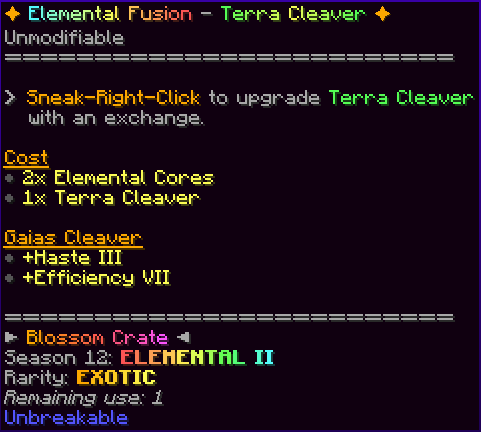 ✦ Elemental Fusion - Terra Cleaver ✦
Unmodifiable
==============================
> Sneak-Right-Click to upgrade Terra Cleaver
with an exchange.
Cost
• 2x Elemental Cores
• 1x Terra Cleaver
Gaias Cleaver
• +Haste III
• +Efficiency VII
==============================
► Blossom Crate ◄
Season 12: ELEMENTAL II
Rarity: EXOTIC
Remaining use: 1
Unbreakable